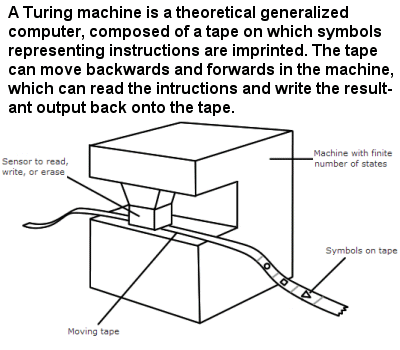 A Turing machine is a theoretical generalized
computer, composed of a tape on which symbols
representing instructions are imprinted. The tape
can move backwards and forwards in the machine,
which can read the intructions and write the result-
ant output back onto the tape.
Sensor to read,
write, or erase
Machine with finite
number of states
Symbols on tape
Moving tape